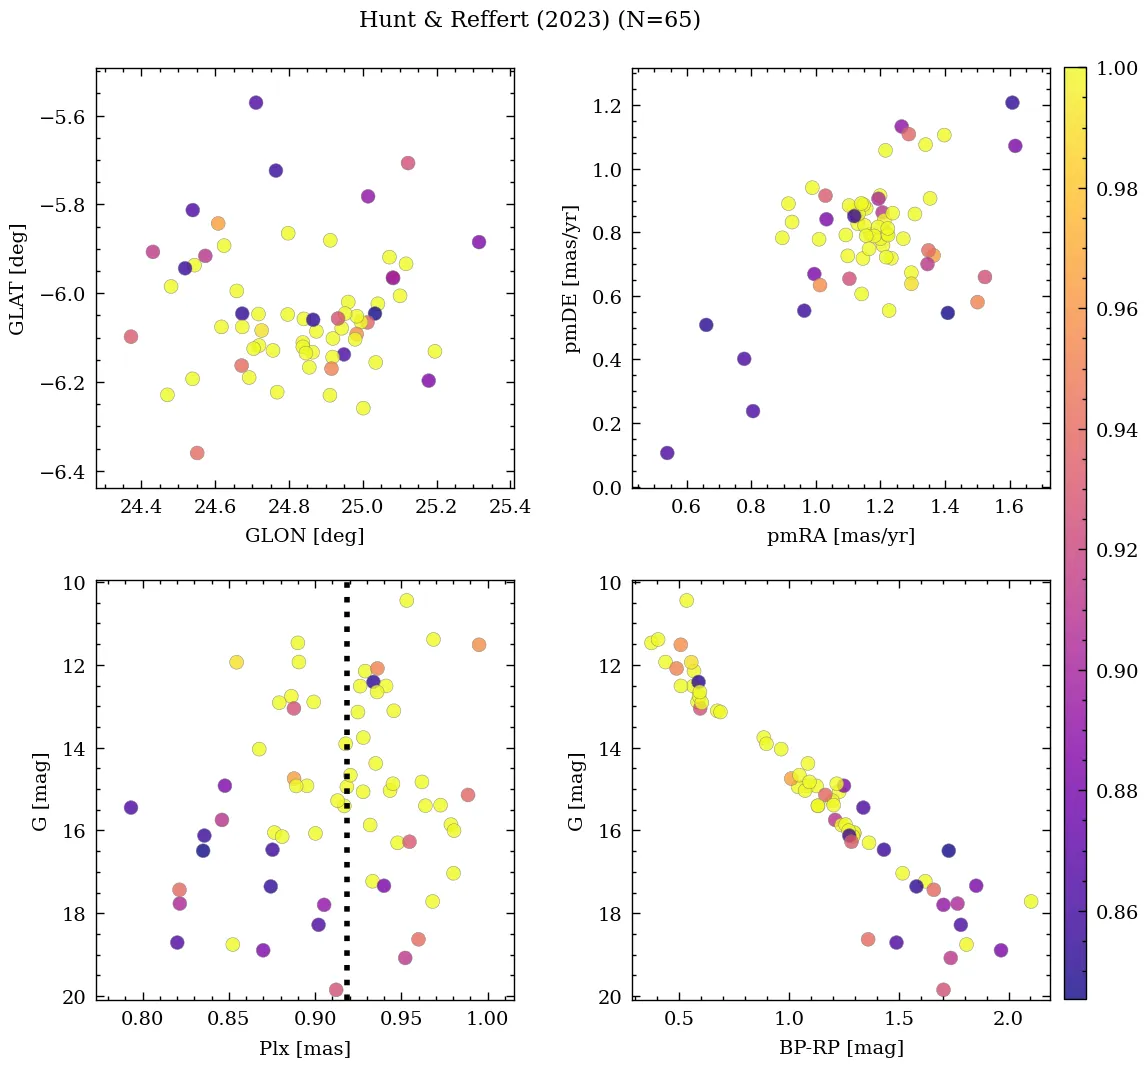 Hunt & Reffert (2023) (N=65)
−5.6
−5.8
−6.0
−6.2
−6.4
GLAT [deg]
24.4 24.6 24.8 25.0 25.2 25.4
GLON [deg]
1.2
1.0
0.8
0.6
0.4
0.2
0.0
pmDE [mas/yr]
0.6 0.8 1.0 1.2 1.4 1.6
pmRA [mas/yr]
10
12
14
16
18
20
G [mag]
0.80 0.85 0.90 0.95 1.00
Plx [mas]
10
12
14
16
18
20
G [mag]
0.5 1.0 1.5 2.0
BP-RP [mag]
1.00
0.98
0.96
0.94
0.92
0.90
0.88
0.86